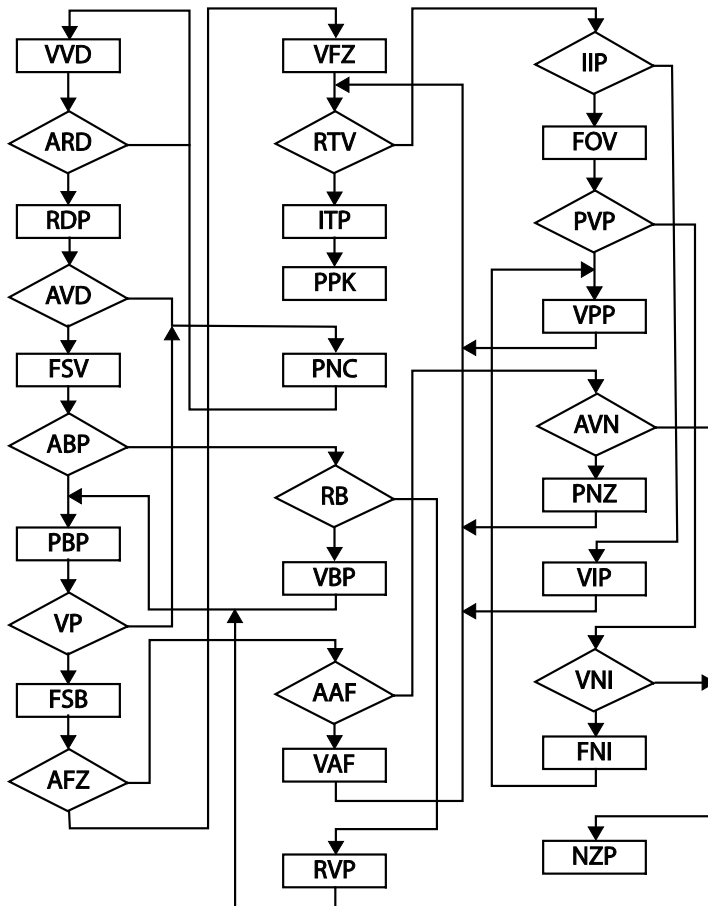 VVD
ARD
RDP
AVD
FSV
ABP
PBP
VP
FSB
AFZ
VFZ
RTV
ITP
PPK
PNC
RB
VBP
AAF
VAF
RVP
IIP
FOV
PVP
VPP
AVN
PNZ
VIP
VNI
FNI
NZP